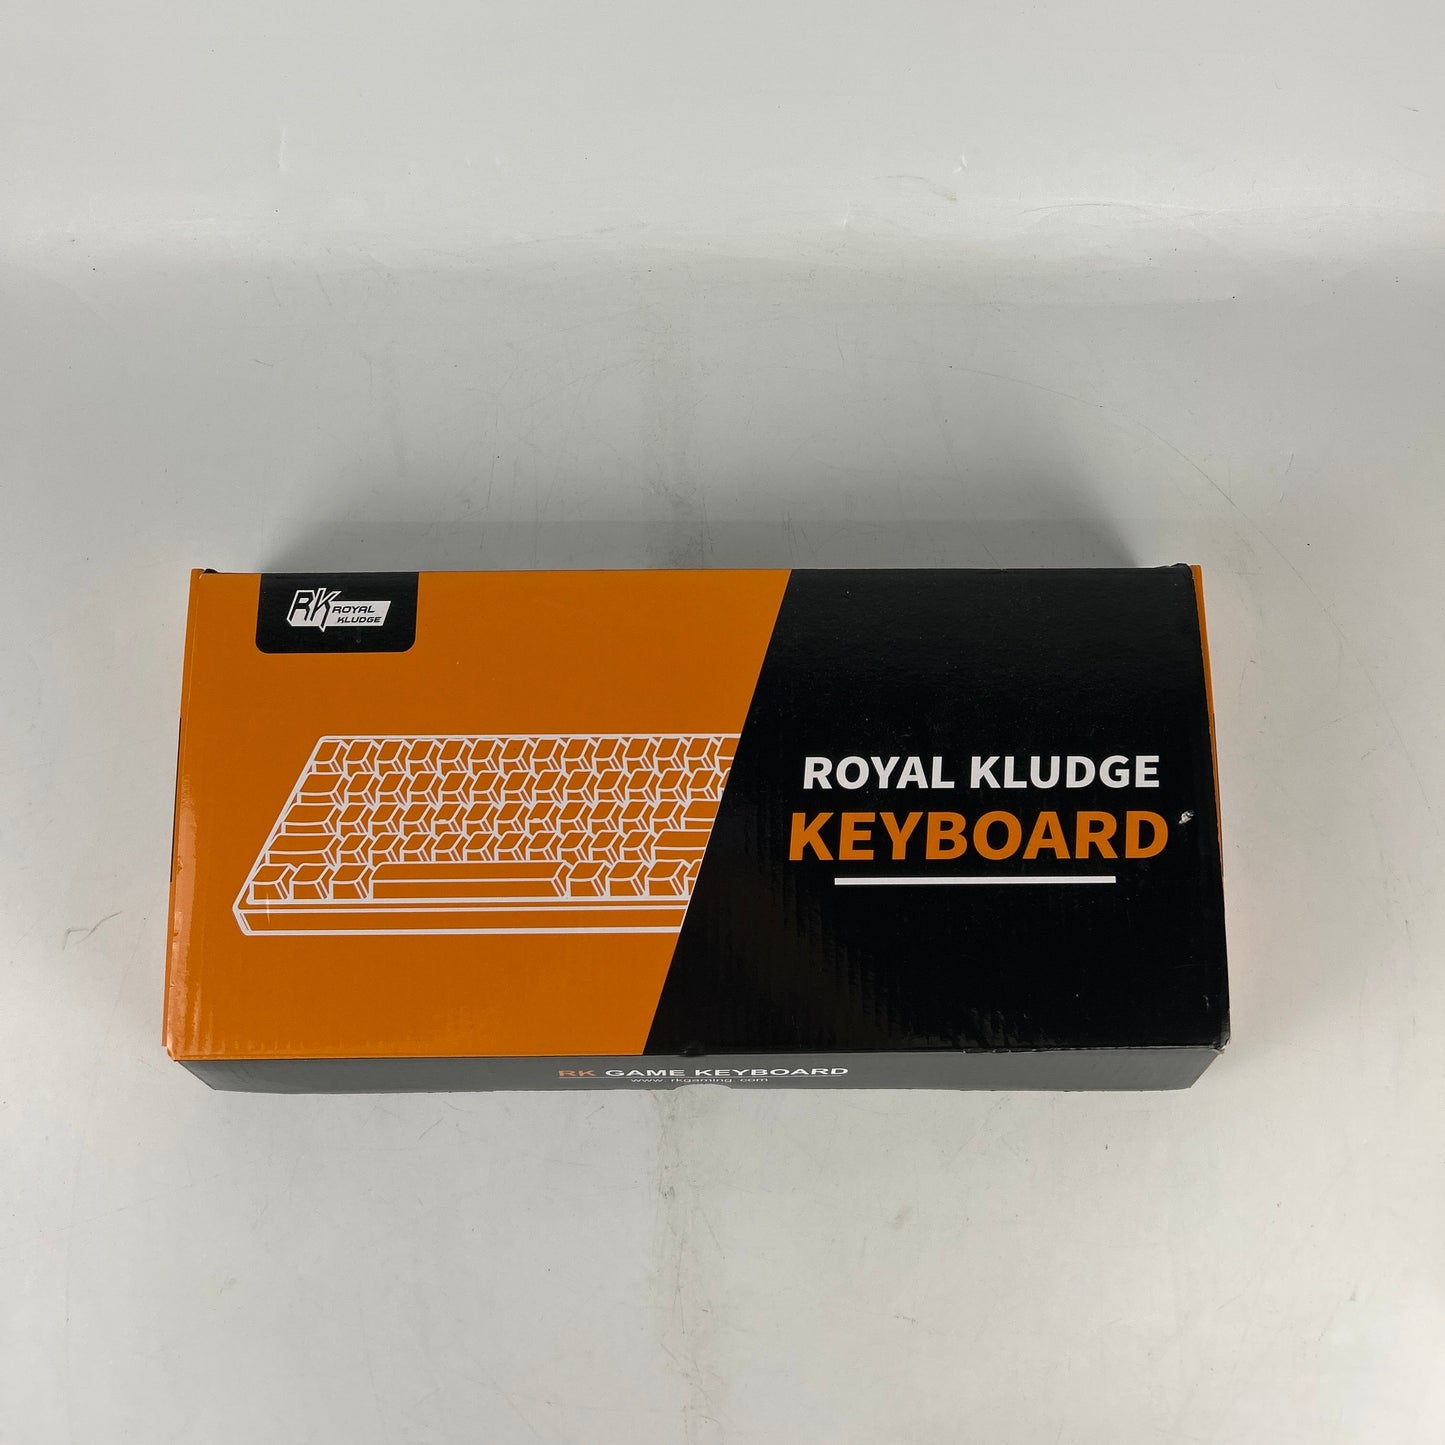 RK ROYAL
KLUDGE
ROYAL KLUDGE
KEYBOARD
RK GAME KEYBOARD
www.rkgaming.com